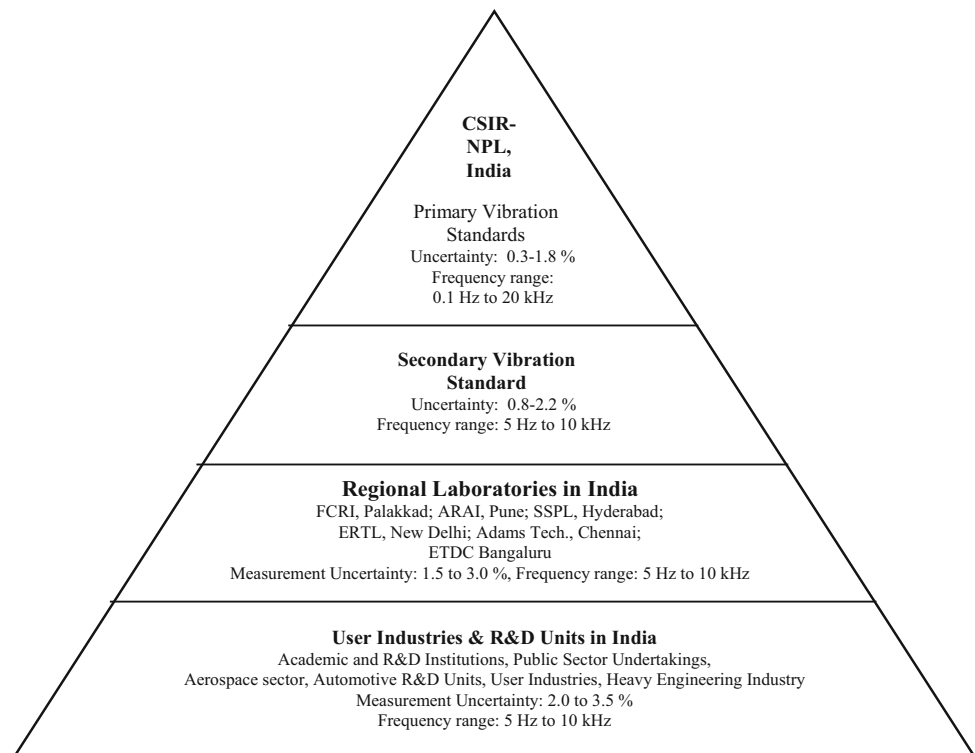 CSIR-
NPL,
India
Primary Vibration
Standards
Uncertainty: 0.3-1.8 %
Frequency range:
0.1 Hz to 20 kHz
Secondary Vibration
Standard
Uncertainty: 0.8-2.2 %
Frequency range: 5 Hz to 10 kHz
Regional Laboratories in India
FCRI, Palakkad; ARAI, Pune; SSPL, Hyderabad;
ERTL, New Delhi; Adams Tech., Chennai;
ETDC Bangaluru
Measurement Uncertainty: 1.5 to 3.0 %, Frequency range: 5 Hz to 10 kHz
User Industries & R&D Units in India
Academic and R&D Institutions, Public Sector Undertakings,
Aerospace sector, Automotive R&D Units, User Industries, Heavy Engineering Industry
Measurement Uncertainty: 2.0 to 3.5 %
Frequency range: 5 Hz to 10 kHz